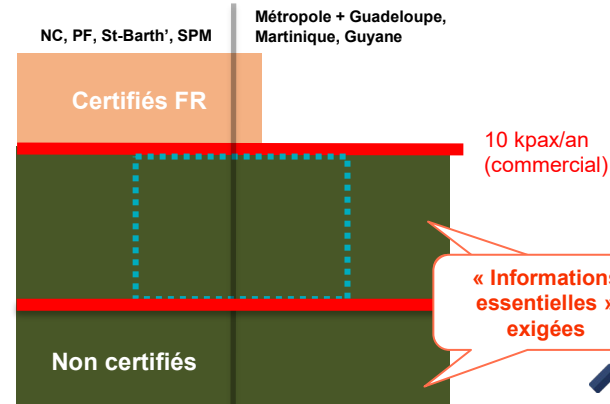 NC, PF, St-Barth', SPM
Métropole + Guadeloupe,
Martinique, Guyane
Certifiés FR
10 kpax/an
(commercial)
« Informations
essentielles »
exigées
Non certifiés